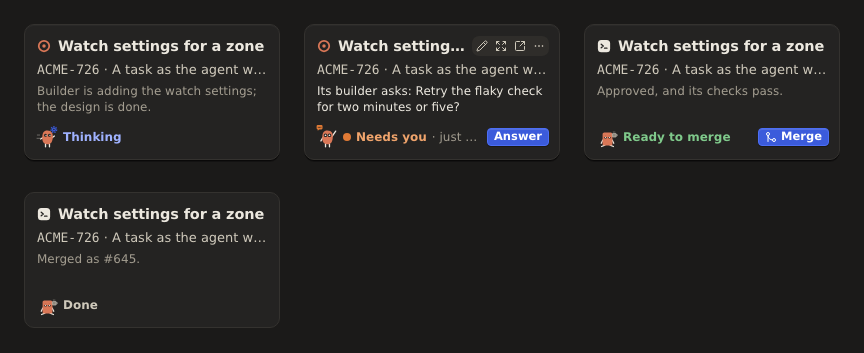 Watch settings for a zone
ACME-726 · A task as the agent w…
Builder is adding the watch settings;
the design is done.
Thinking
Watch setting…
ACME-726 · A task as the agent w…
Its builder asks: Retry the flaky check
for two minutes or five?
Needs you · just …
Answer
Watch settings for a zone
ACME-726 · A task as the agent w…
Approved, and its checks pass.
Ready to merge
Merge
Watch settings for a zone
ACME-726 · A task as the agent w…
Merged as #645.
Done